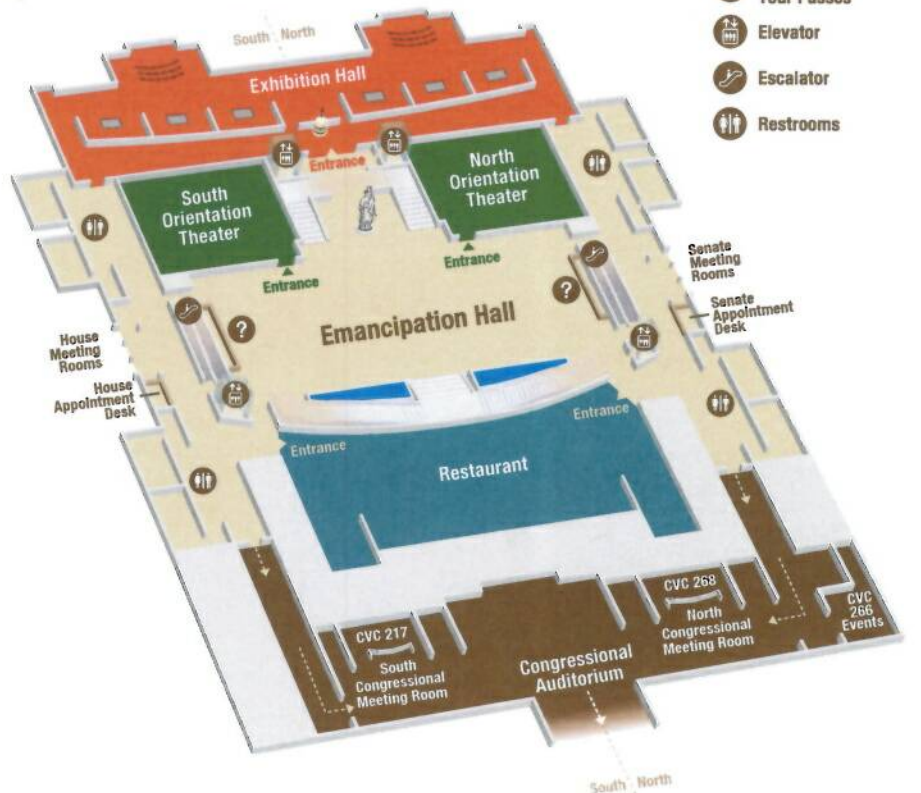 Tour Passes
Elevator
Escalator
Restrooms
South North
Exhibition Hall
Entrance
South
Orientation
Theater
North
Orientation
Theater
Entrance
Entrance
Senate
Meeting
Rooms
Senate
Appointment
Desk
?
?
Emancipation Hall
House
Meeting
Rooms
House
Appointment
Desk
Entrance
Entrance
Restaurant
CVC 217
South
Congressional
Meeting Room
Congressional
Auditorium
CVC 268
North
Congressional
Meeting Room
CVC
266
Events
South North